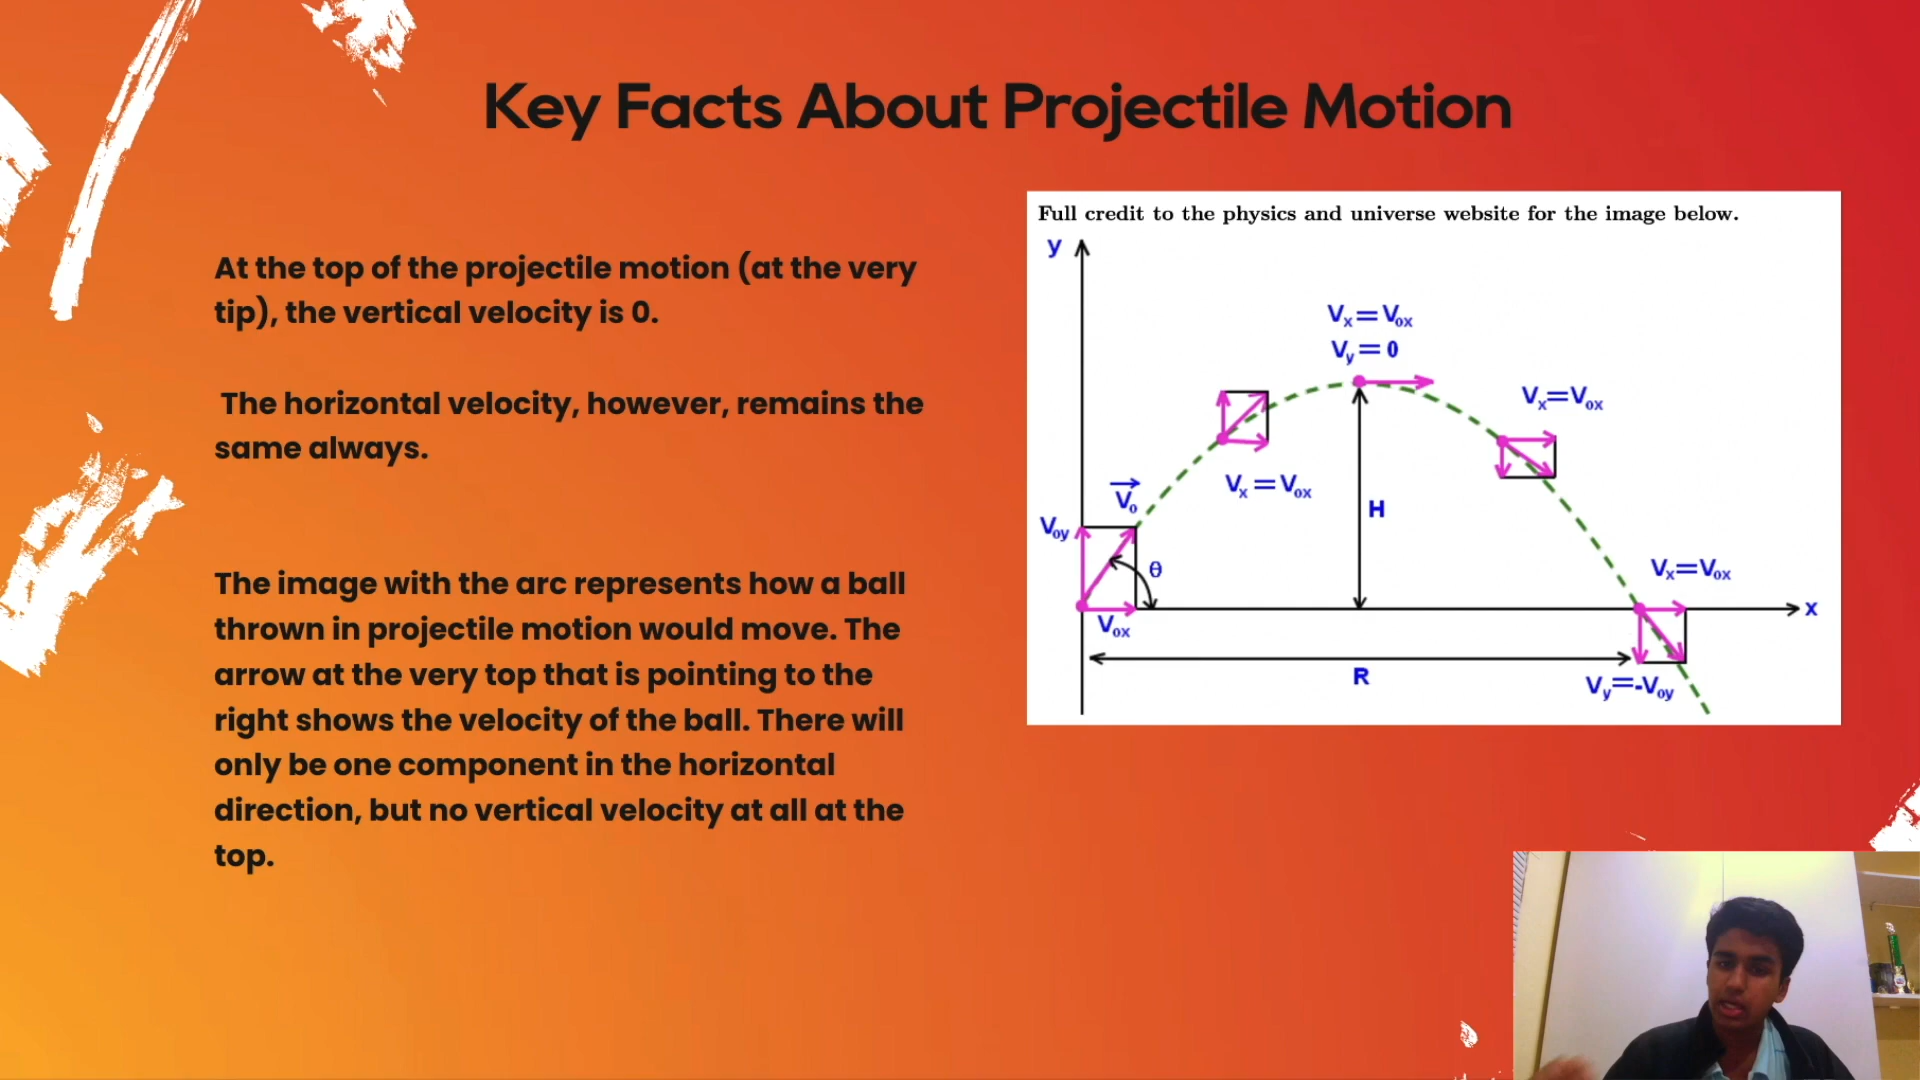 Key Facts About Projectile Motion
At the top of the projectile motion (at the very
tip), the vertical velocity is 0.
The horizontal velocity, however, remains the
same always.
The image with the arc represents how a ball
thrown in projectile motion would move. The
arrow at the very top that is pointing to the
right shows the velocity of the ball. There will
only be one component in the horizontal
direction, but no vertical velocity at all at the
top.
Full credit to the physics and universe website for the image below.
y
Vx=Vox
Vy=0
Vx=Vox
Vx=Vox
V0
H
Voy
θ
Vx=Vox
x
Vox
R
Vy=-Voy